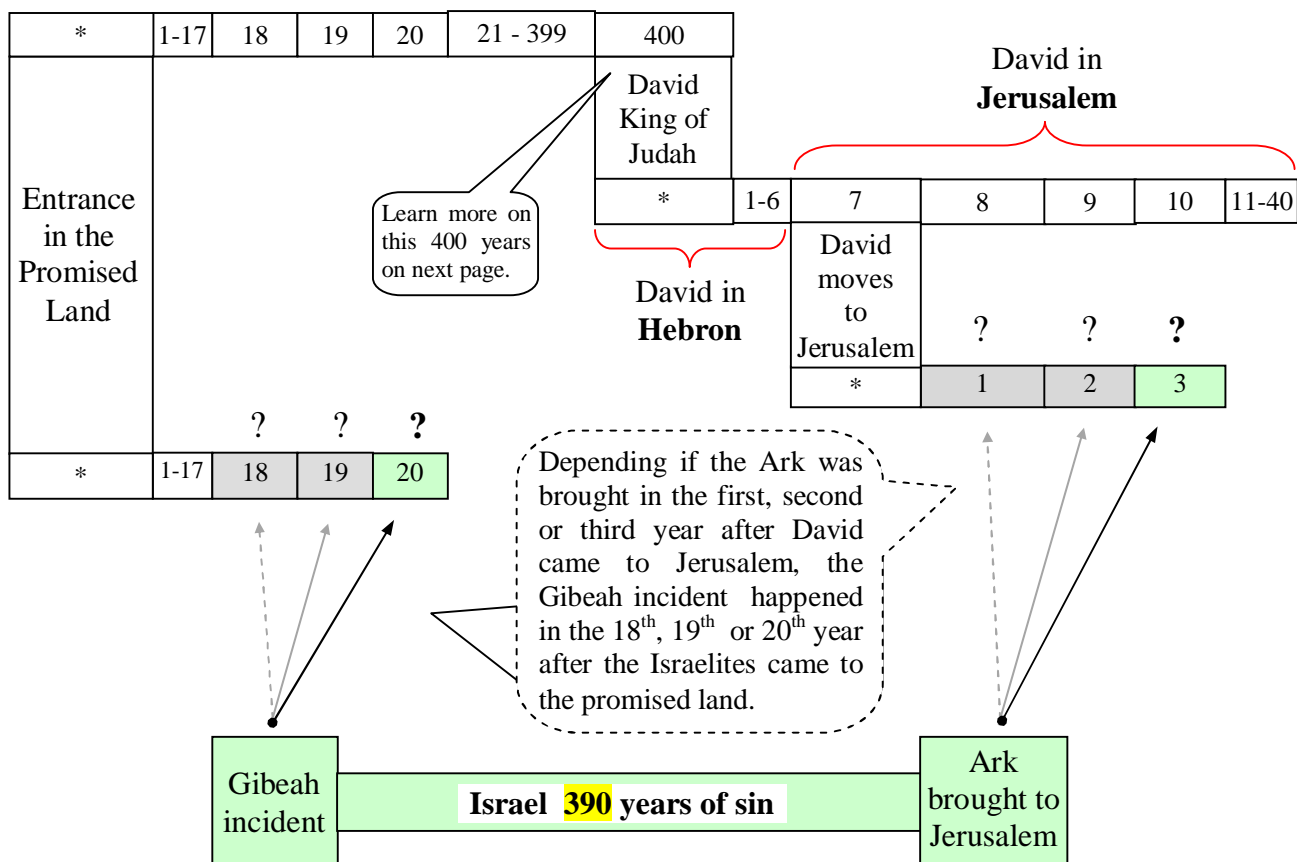 * 1-17 18 19 20 21 - 399 400
David
King of
Judah
David in
Jerusalem
Entrance
in the
Promised
Land
Learn more on
this 400 years
on next page.
* 1-6 7 8 9 10 11-40
David in
Hebron
David
moves
to
Jerusalem
? ? ?
* 1 2 3
? ? ?
* 1-17 18 19 20
Depending if the Ark was
brought in the first, second
or third year after David
came to Jerusalem, the
Gibeah incident happened
in the 18th, 19th or 20th year
after the Israelites came to
the promised land.
Gibeah
incident
Israel 390 years of sin
Ark
brought to
Jerusalem